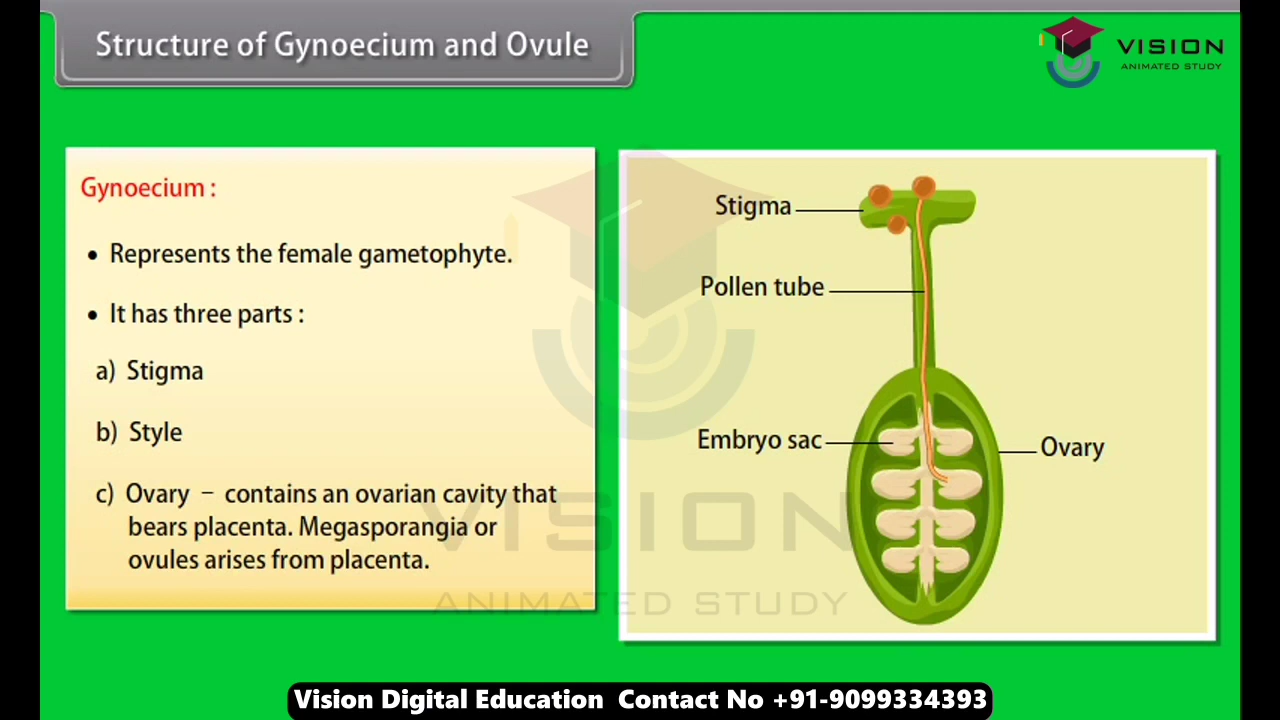 Structure of Gynoecium and Ovule
VISION
ANIMATED STUDY
Gynoecium :
• Represents the female gametophyte.
• It has three parts :
a) Stigma
b) Style
c) Ovary – contains an ovarian cavity that
bears placenta. Megasporangia or
ovules arises from placenta.
Stigma
Pollen tube
Embryo sac
Ovary
VISION
ANIMATED STUDY
Vision Digital Education Contact No +91-9099334393